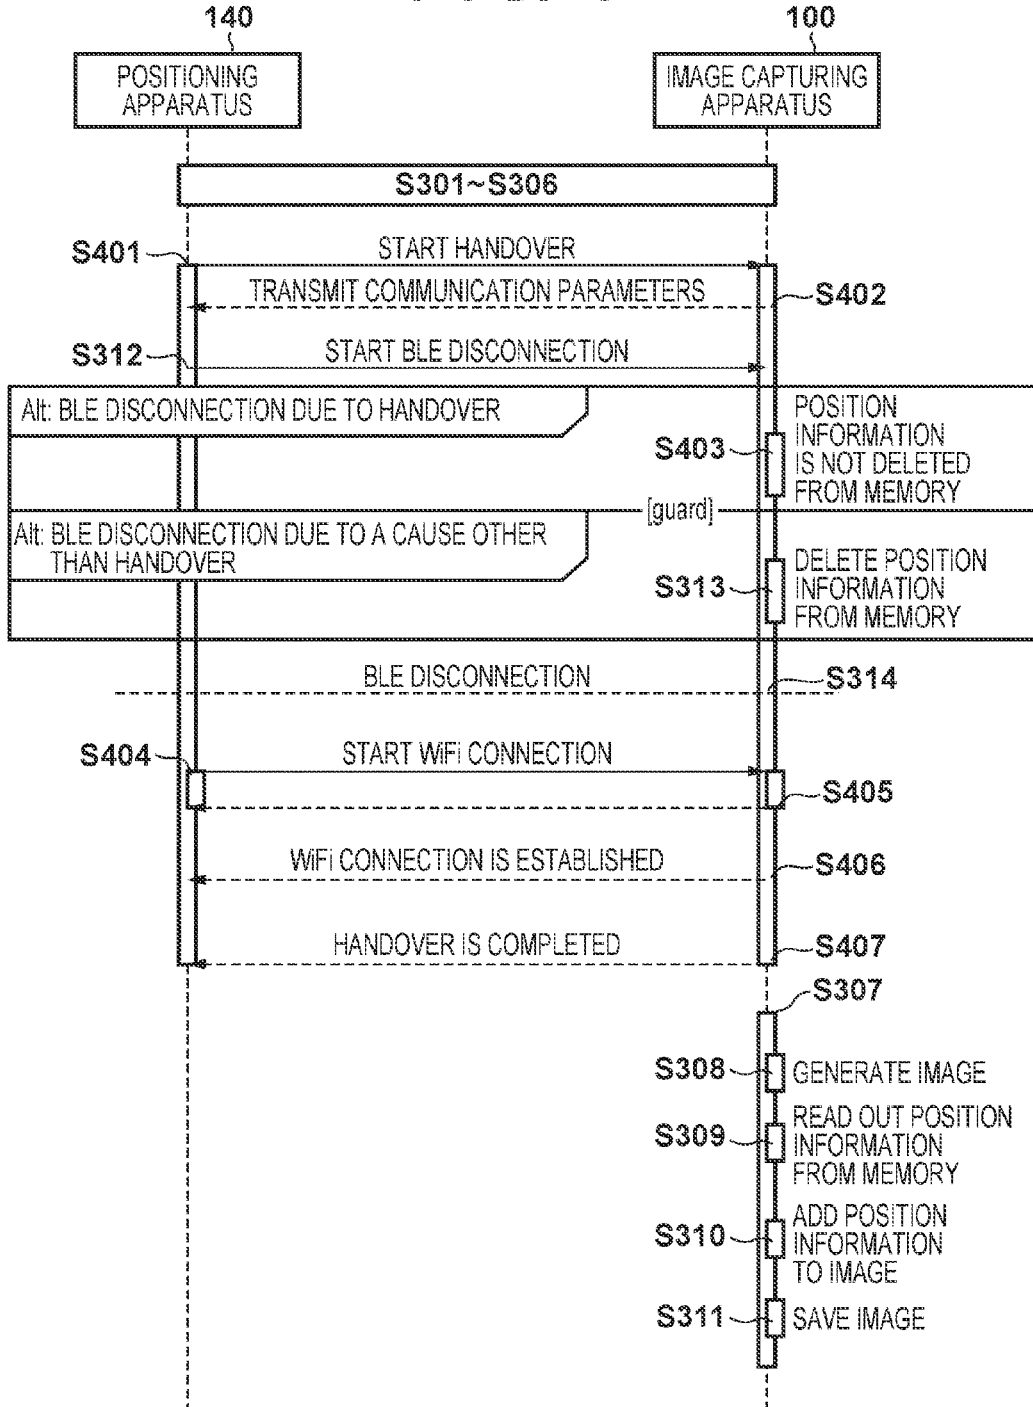 140
100
POSITIONING
APPARATUS
IMAGE CAPTURING
APPARATUS
S301~S306
S401
START HANDOVER
TRANSMIT COMMUNICATION PARAMETERS
S402
S312
START BLE DISCONNECTION
Alt: BLE DISCONNECTION DUE TO HANDOVER
S403
POSITION
INFORMATION
IS NOT DELETED
FROM MEMORY
[guard]
Alt: BLE DISCONNECTION DUE TO A CAUSE OTHER
THAN HANDOVER
S313
DELETE POSITION
INFORMATION
FROM MEMORY
BLE DISCONNECTION
S314
S404
START WiFi CONNECTION
S405
WiFi CONNECTION IS ESTABLISHED
S406
HANDOVER IS COMPLETED
S407
S307
S308
GENERATE IMAGE
S309
READ OUT POSITION
INFORMATION
FROM MEMORY
S310
ADD POSITION
INFORMATION
TO IMAGE
S311
SAVE IMAGE